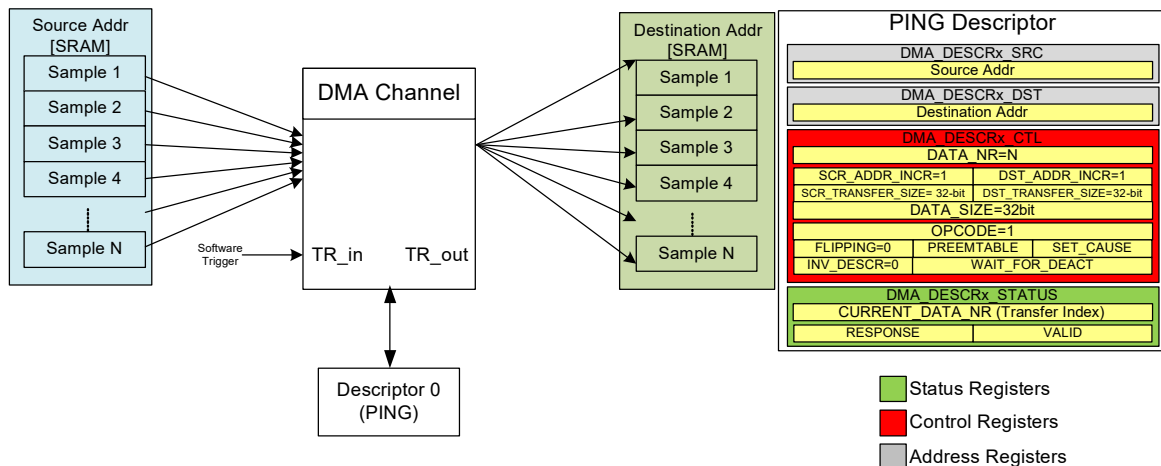 Source Addr
[SRAM]
Sample 1
Sample 2
Sample 3
Sample 4
Sample N
Software
Trigger
DMA Channel
TR_in
TR_out
Descriptor 0
(PING)
Destination Addr
[SRAM]
Sample 1
Sample 2
Sample 3
Sample 4
Sample N
PING Descriptor
DMA_DESCRx_SRC
Source Addr
DMA_DESCRx_DST
Destination Addr
DMA_DESCRx_CTL
DATA_NR=N
SCR_ADDR_INCR=1
DST_ADDR_INCR=1
SCR_TRANSFER_SIZE= 32-bit
DST_TRANSFER_SIZE=32-bit
DATA_SIZE=32bit
OPCODE=1
FLIPPING=0
PREEMTABLE
SET_CAUSE
INV_DESCR=0
WAIT_FOR_DEACT
DMA_DESCRx_STATUS
CURRENT_DATA_NR (Transfer Index)
RESPONSE
VALID
Status Registers
Control Registers
Address Registers